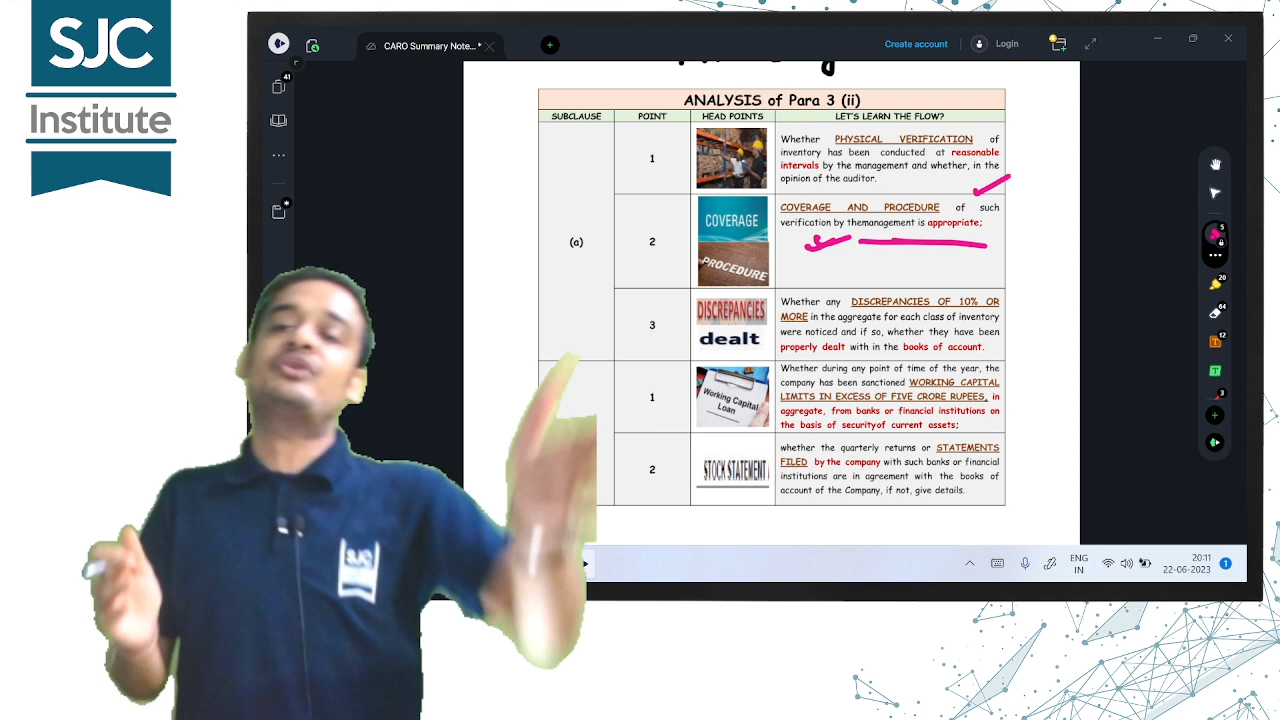 SJC
Institute
CARO Summary Note... *
Create account
Login
41
ANALYSIS of Para 3 (ii)
SUBCLAUSE POINT HEAD POINTS LET'S LEARN THE FLOW?
(a)
1
Whether PHYSICAL VERIFICATION of
inventory has been conducted at reasonable
intervals by the management and whether, in the
opinion of the auditor.
2
COVERAGE
PROCEDURE
COVERAGE AND PROCEDURE of such
verification by themanagement is appropriate;
3
DISCREPANCIES
dealt
Whether any DISCREPANCIES OF 10% OR
MORE in the aggregate for each class of inventory
were noticed and if so, whether they have been
properly dealt with in the books of account.
1
Working Capital
Loan
Whether during any point of time of the year, the
company has been sanctioned WORKING CAPITAL
LIMITS IN EXCESS OF FIVE CRORE RUPEES, in
aggregate, from banks or financial institutions on
the basis of securityof current assets;
2
STOCK STATEMENT
whether the quarterly returns or STATEMENTS
FILED by the company with such banks or financial
institutions are in agreement with the books of
account of the Company, if not, give details.
5
20
64
12
T
3
ENG
IN
20:11
22-06-2023
1
SJC